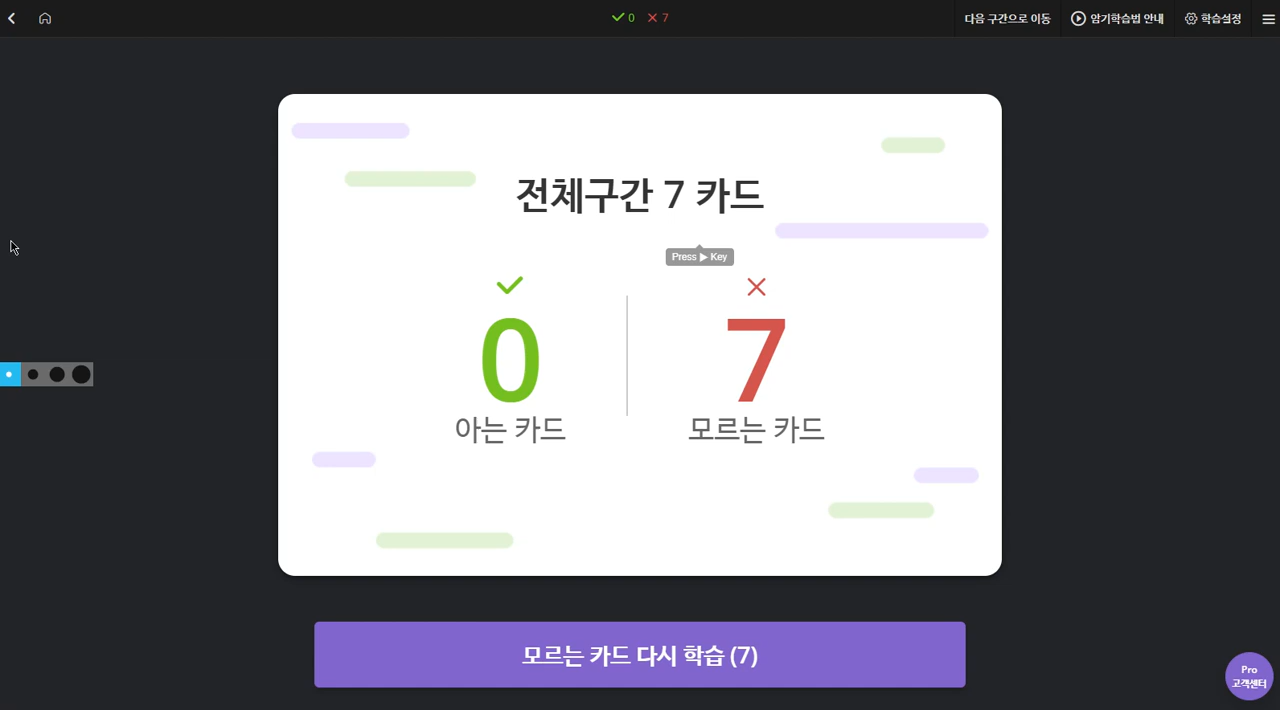 0 7 다음 구간으로 이동 암기학습법 안내 학습설정
전체구간 7 카드
Press ▶ Key
0 7
아는 카드 모르는 카드
모르는 카드 다시 학습 (7)
Pro
고객센터